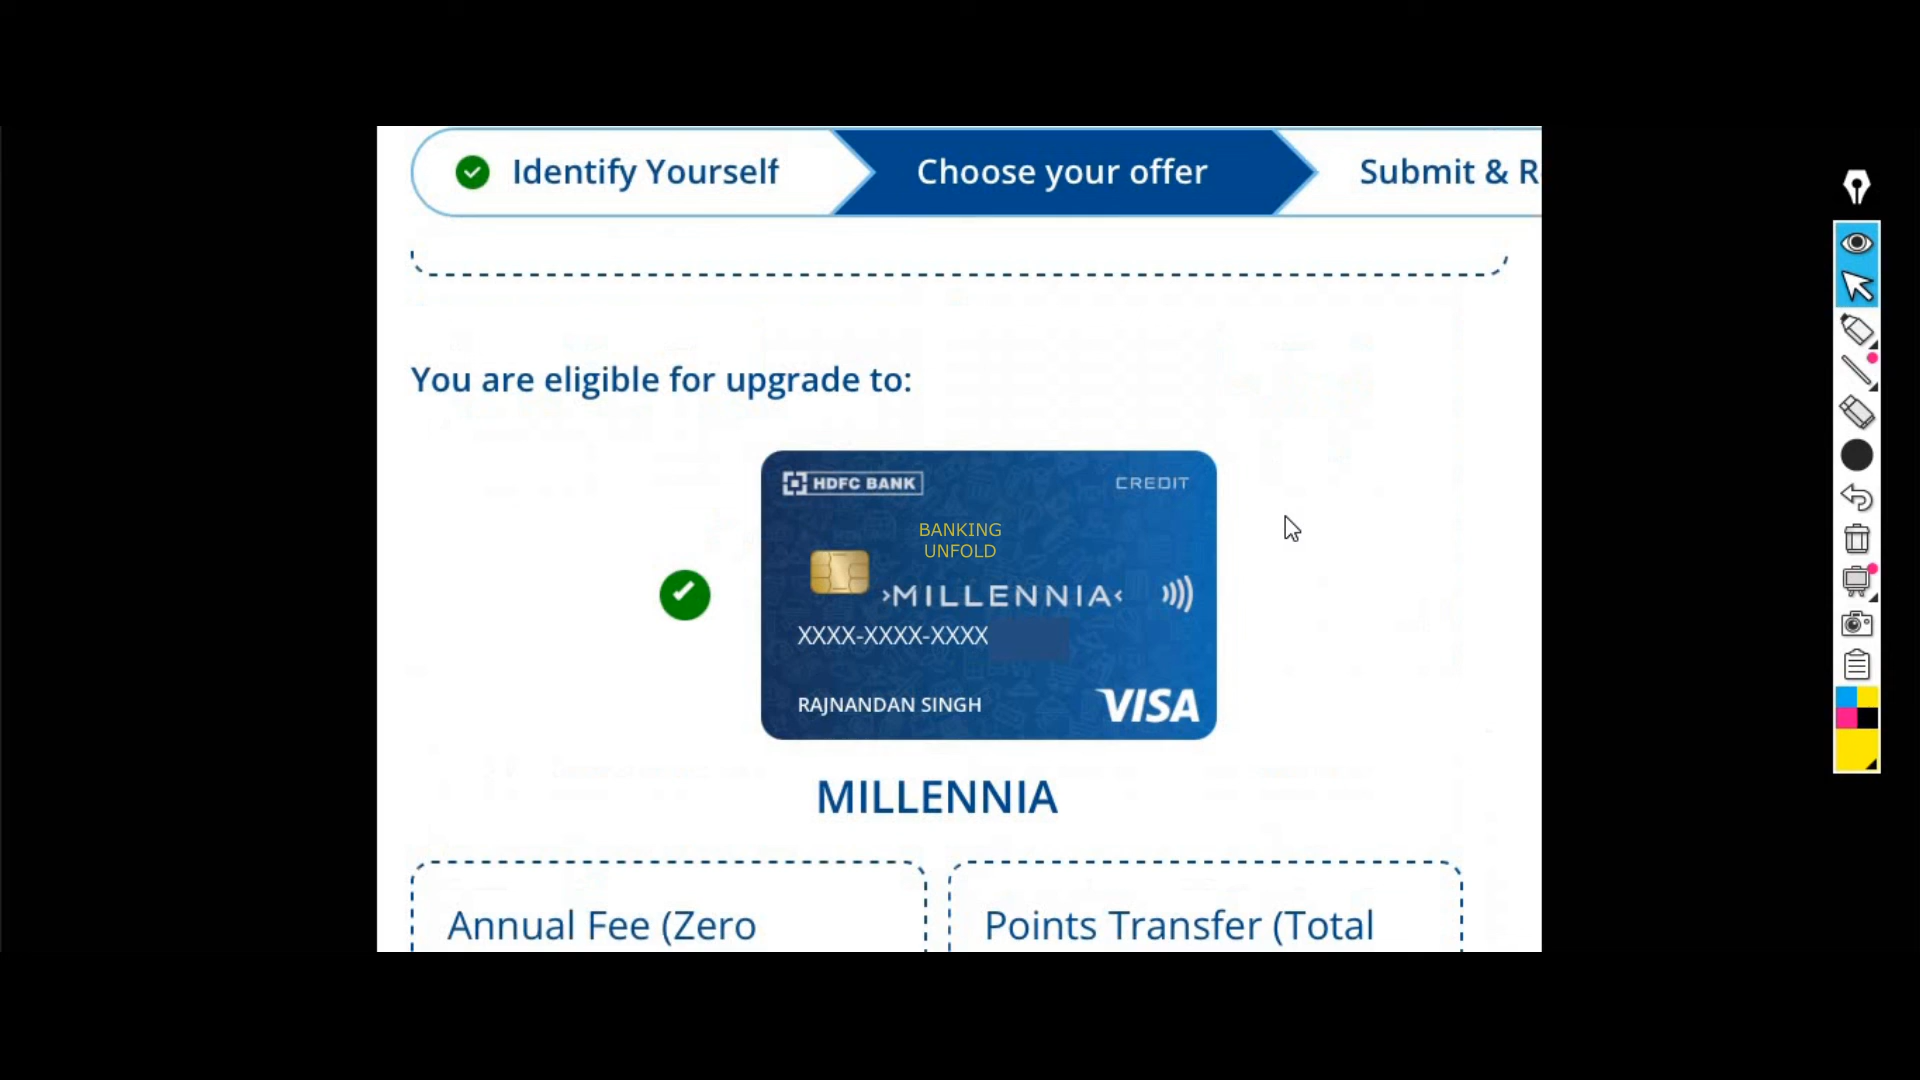 Identify Yourself
Choose your offer
Submit & R
You are eligible for upgrade to:
HDFC BANK
CREDIT
BANKING
UNFOLD
›MILLENNIA‹
XXXX-XXXX-XXXX
RAJNANDAN SINGH
VISA
MILLENNIA
Annual Fee (Zero
Points Transfer (Total